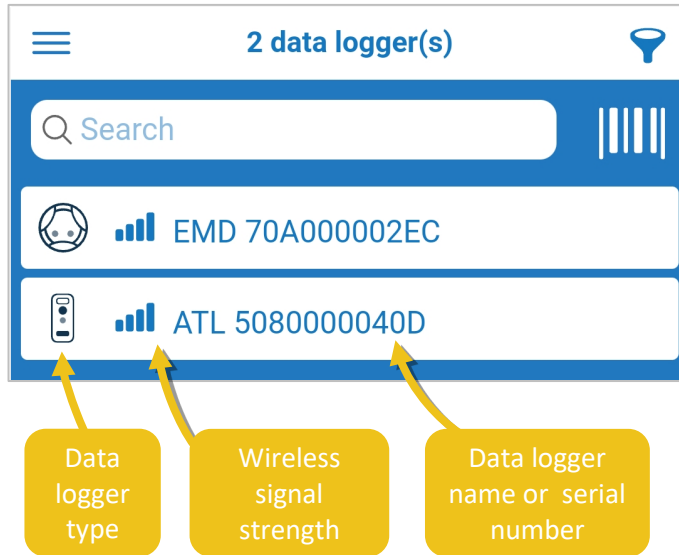 2 data logger(s)
Search
EMD 70A000002EC
ATL 5080000040D
Data
logger
type
Wireless
signal
strength
Data logger
name or serial
number